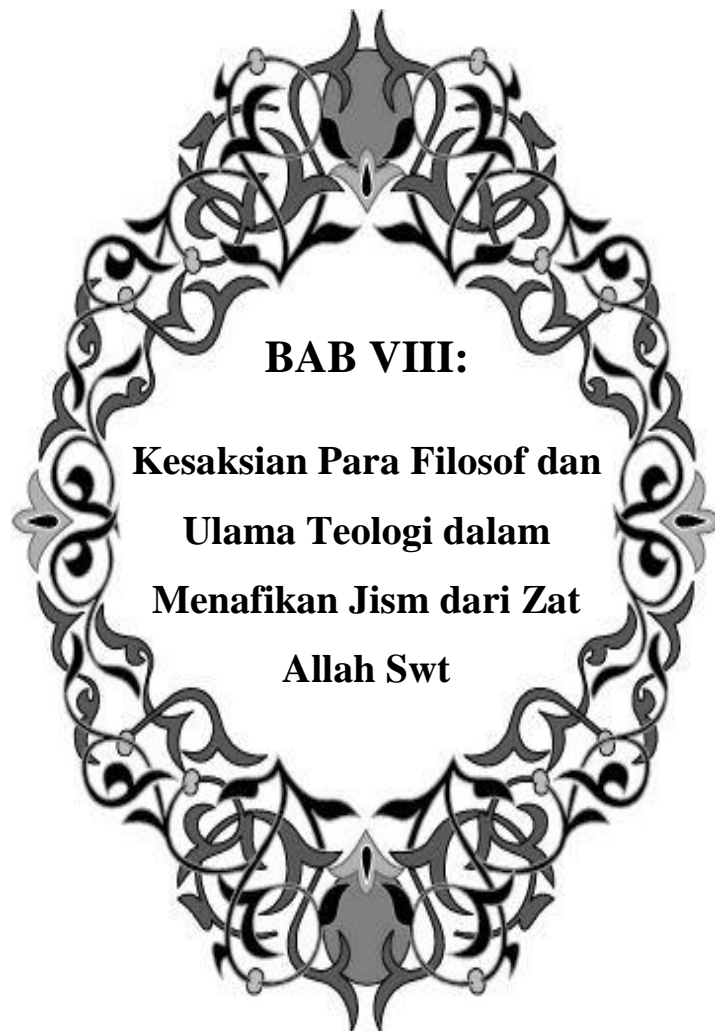 BAB VIII:
Kesaksian Para Filosof dan
Ulama Teologi dalam
Menafikan Jism dari Zat
Allah Swt